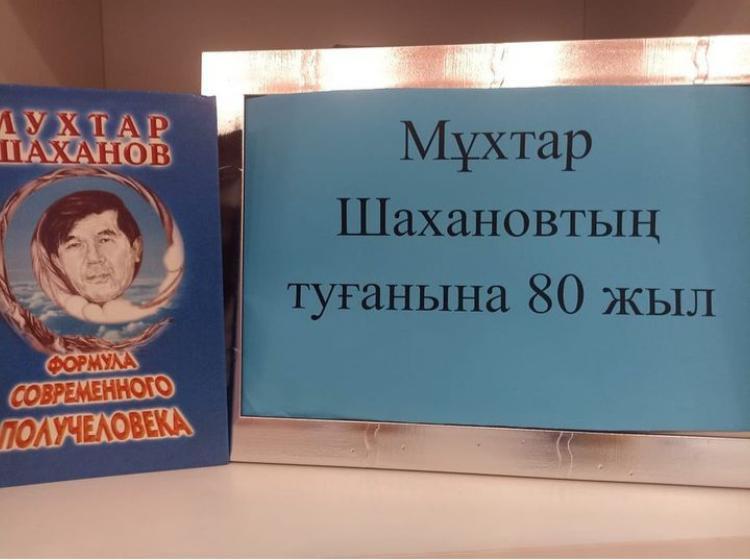 МУХТАР
ШАХАНОВ
ФОРМУЛА
СОВРЕМЕННОГО
ПОЛУЧЕЛОВЕКА
Мұхтар
Шахановтың
туғанына 80 жыл